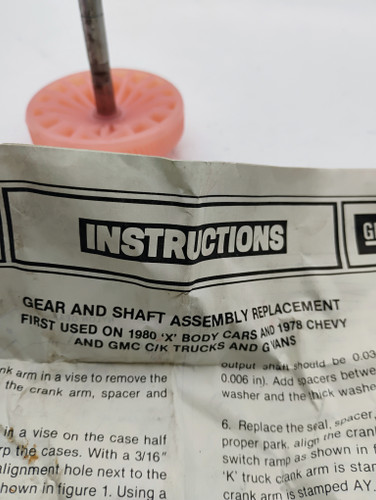 INSTRUCTIONS
GEAR AND SHAFT ASSEMBLY REPLACEMENT
FIRST USED ON 1980 'X' BODY CARS AND 1978 CHEVY
AND GMC C/K TRUCKS AND G VANS
arm in a vise to remove the
the crank arm, spacer and
in a vise on the case half
the cases. With a 3/16"
alignment hole next to the
shown in figure 1. Using a
output shaft should be 0.03
0.006 in). Add spacers betwe
washer and the thick washe
6. Replace the seal, spacer,
proper park, align the crank
switch ramp as shown in f
'K' truck crank arm is stam
crank arm is stamped AY.